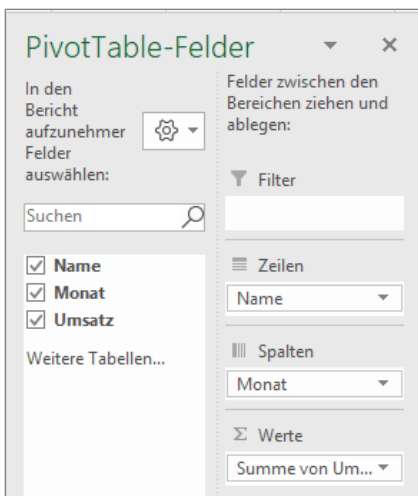 PivotTable-Felder
In den
Bericht
aufzunehmer
Felder
auswählen:
Suchen
Name
Monat
Umsatz
Weitere Tabellen...
Felder zwischen den
Bereichen ziehen und
ablegen:
Filter
Zeilen
Name
Spalten
Monat
Σ Werte
Summe von Um...